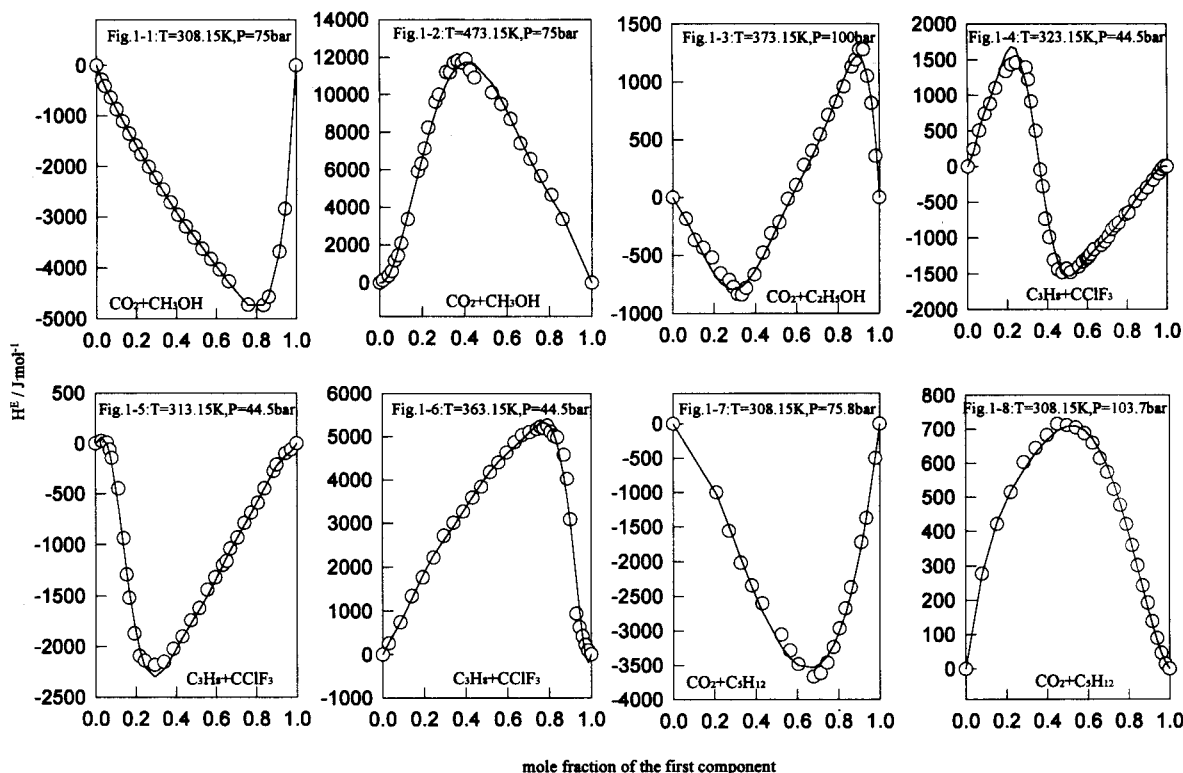 Fig.1-1:T=308.15K,P=75bar
0
-1000
-2000
-3000
-4000
-5000
CO₂+CH₃OH
0.0 0.2 0.4 0.6 0.8 1.0
Fig.1-2:T=473.15K,P=75bar
14000
12000
10000
8000
6000
4000
2000
0
CO₂+CH₃OH
0.0 0.2 0.4 0.6 0.8 1.0
Fig.1-3:T=373.15K,P=100bar
1500
1000
500
0
-500
-1000
CO₂+C₂H₅OH
0.0 0.2 0.4 0.6 0.8 1.0
Fig.1-4:T=323.15K,P=44.5bar
2000
1500
1000
500
0
-500
-1000
-1500
-2000
C₃H₈+CClF₃
0.0 0.2 0.4 0.6 0.8 1.0
Hᴱ / J·mol⁻¹
Fig.1-5:T=313.15K,P=44.5bar
500
0
-500
-1000
-1500
-2000
-2500
C₃H₈+CClF₃
0.0 0.2 0.4 0.6 0.8 1.0
Fig.1-6:T=363.15K,P=44.5bar
6000
5000
4000
3000
2000
1000
0
-1000
C₃H₈+CClF₃
0.0 0.2 0.4 0.6 0.8 1.0
Fig.1-7:T=308.15K,P=75.8bar
0
-500
-1000
-1500
-2000
-2500
-3000
-3500
-4000
CO₂+C₅H₁₂
0.0 0.2 0.4 0.6 0.8 1.0
Fig.1-8:T=308.15K,P=103.7bar
800
700
600
500
400
300
200
100
0
CO₂+C₅H₁₂
0.0 0.2 0.4 0.6 0.8 1.0
mole fraction of the first component